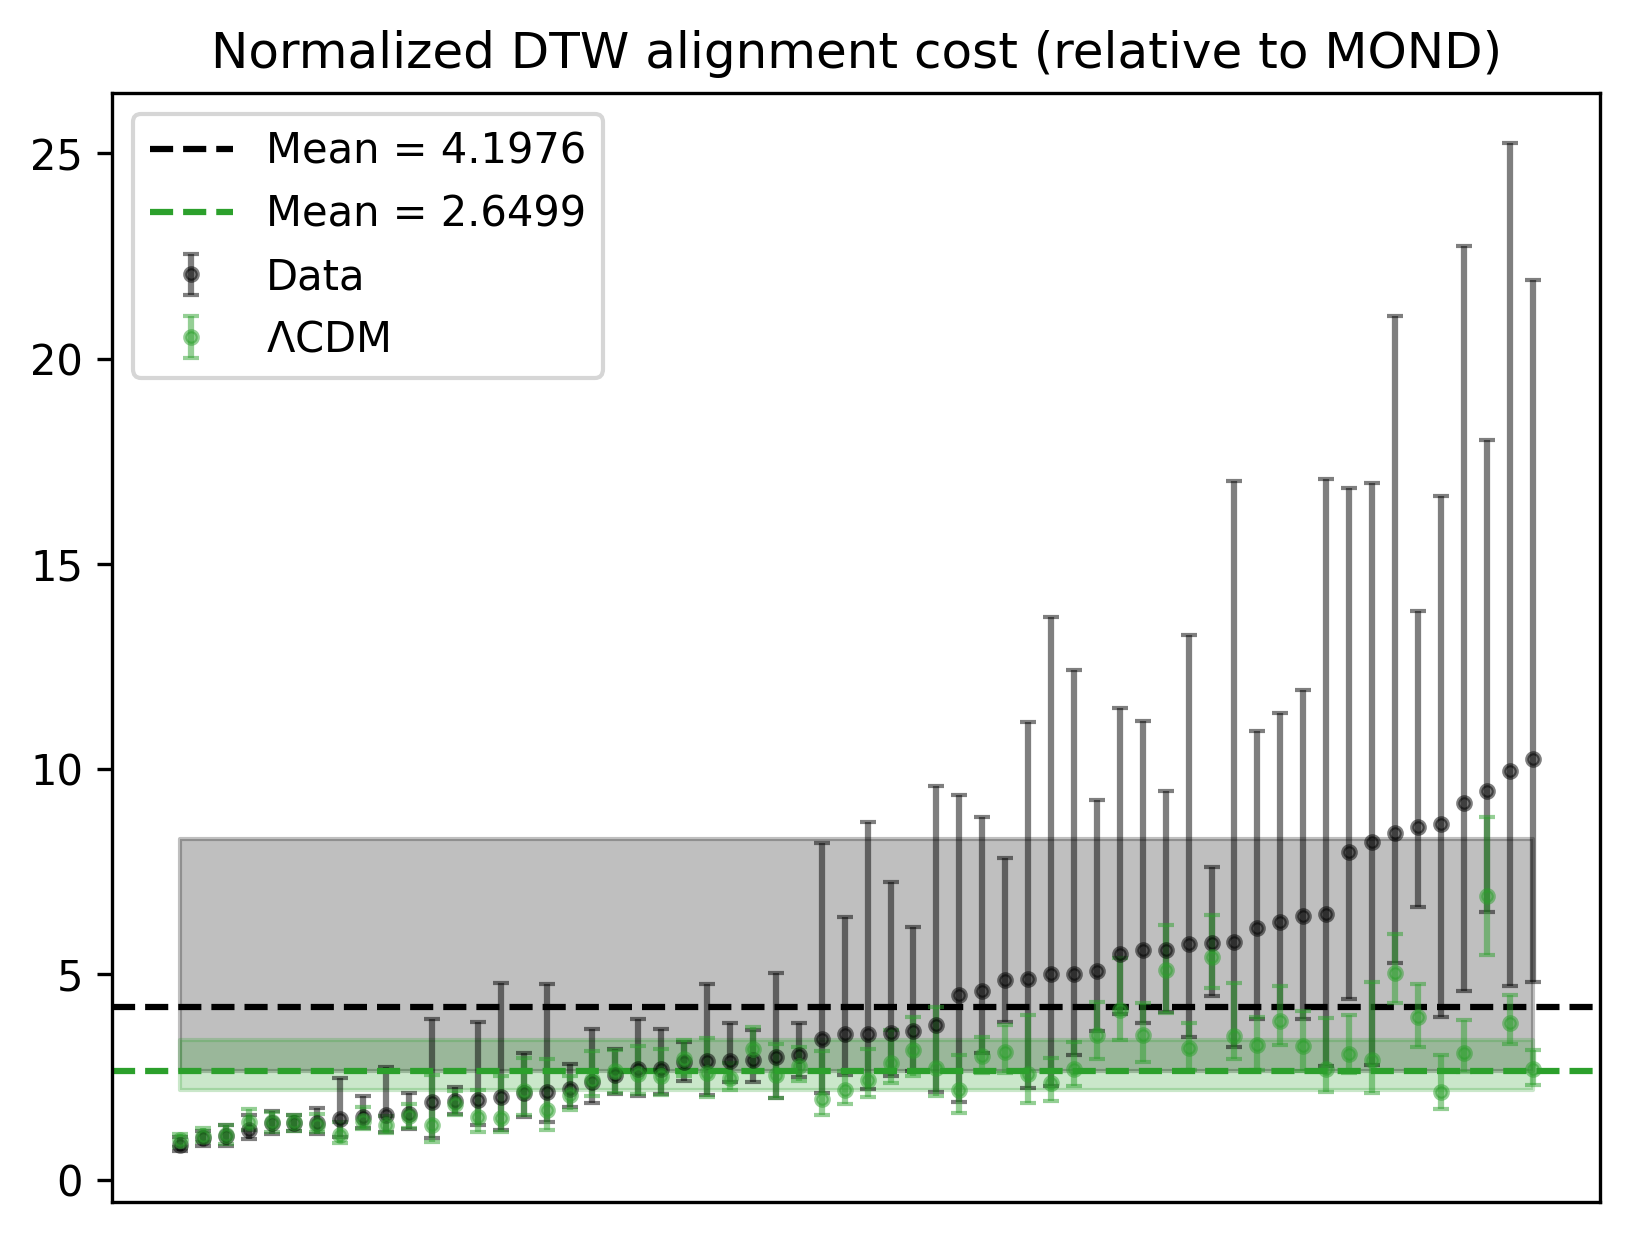 Normalized DTW alignment cost (relative to MOND)
Mean = 4.1976
Mean = 2.6499
Data
ΛCDM
25
20
15
10
5
0